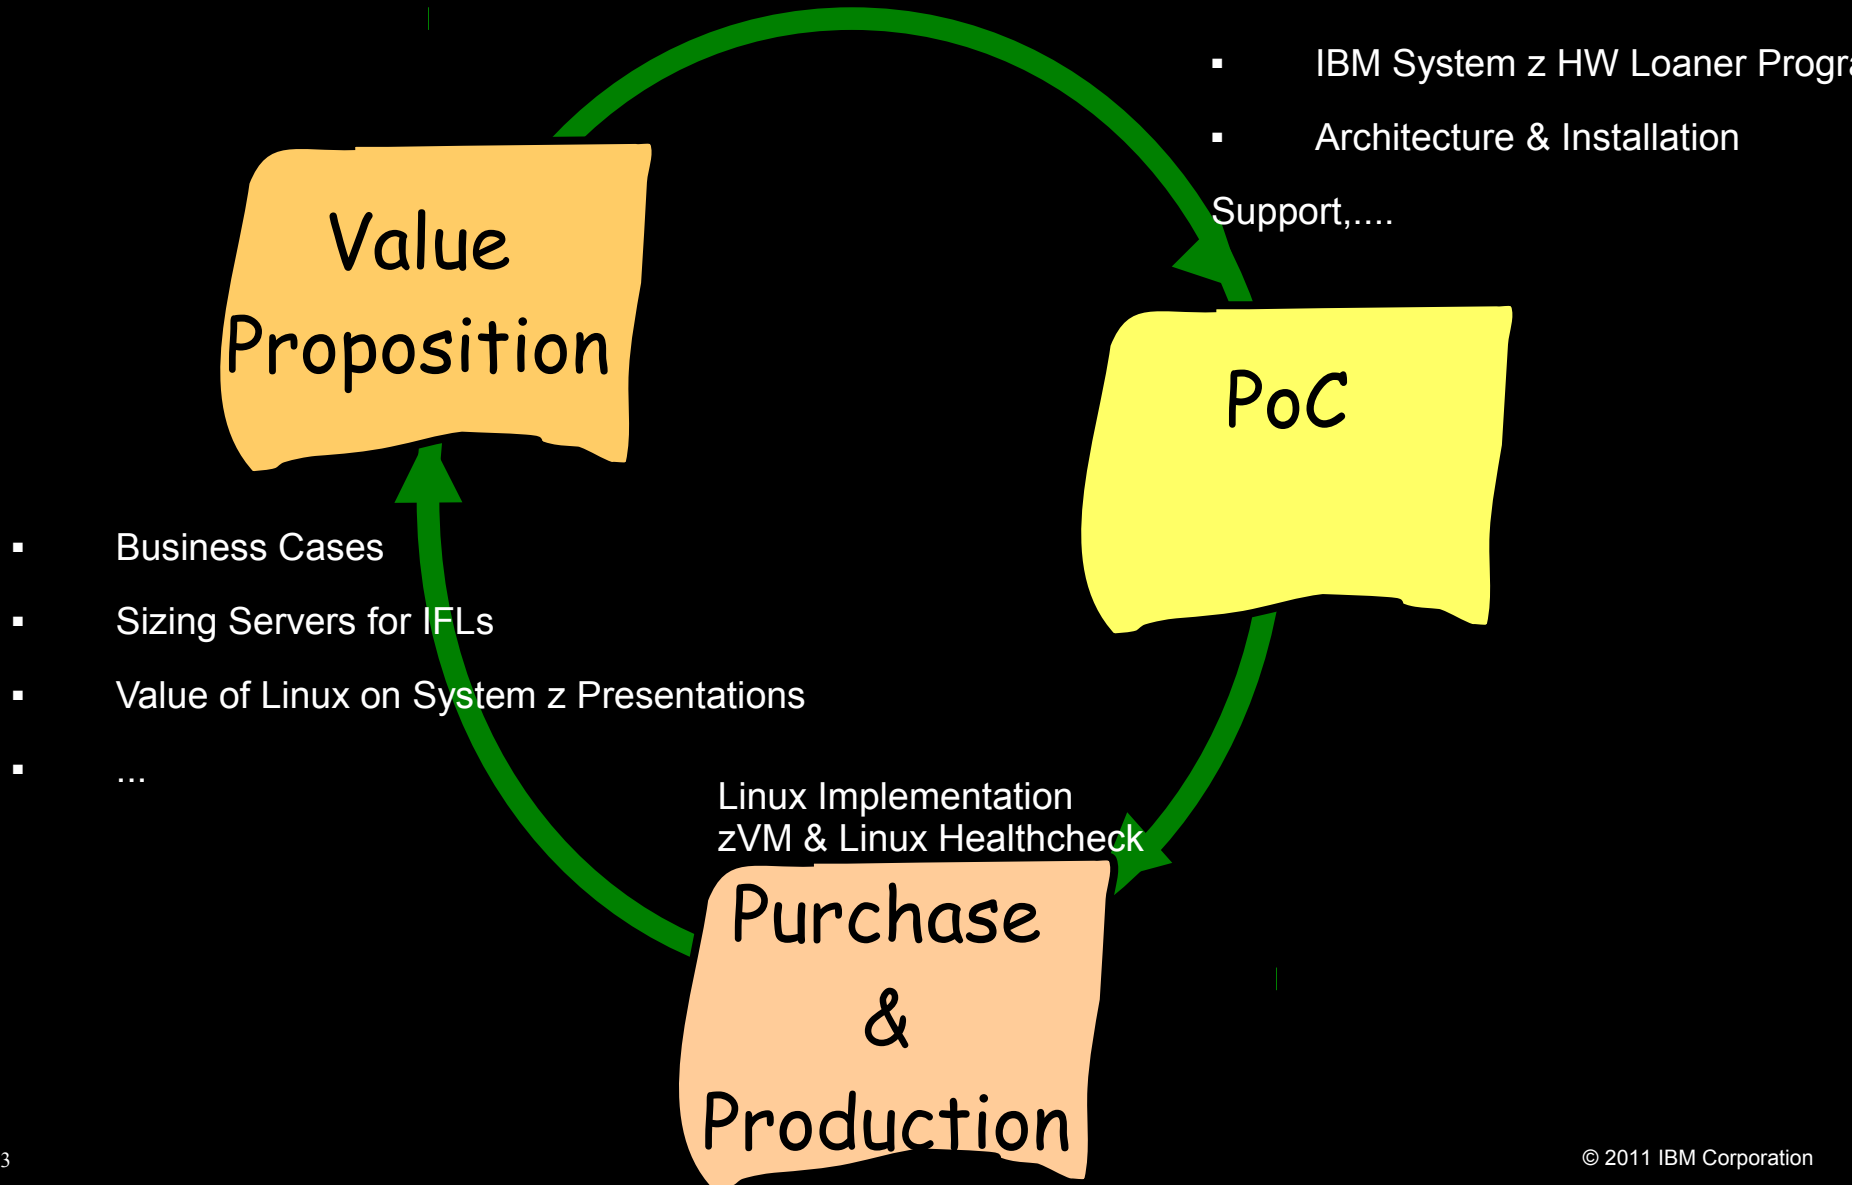 ▪ IBM System z HW Loaner
▪ Architecture & Installation
Support,....
Value
Proposition
PoC
▪ Business Cases
▪ Sizing Servers for IFLs
▪ Value of Linux on System z Presentations
▪ ...
Linux Implementation
zVM & Linux Healthcheck
Purchase
&
Production
3
© 2011 IBM Corporation